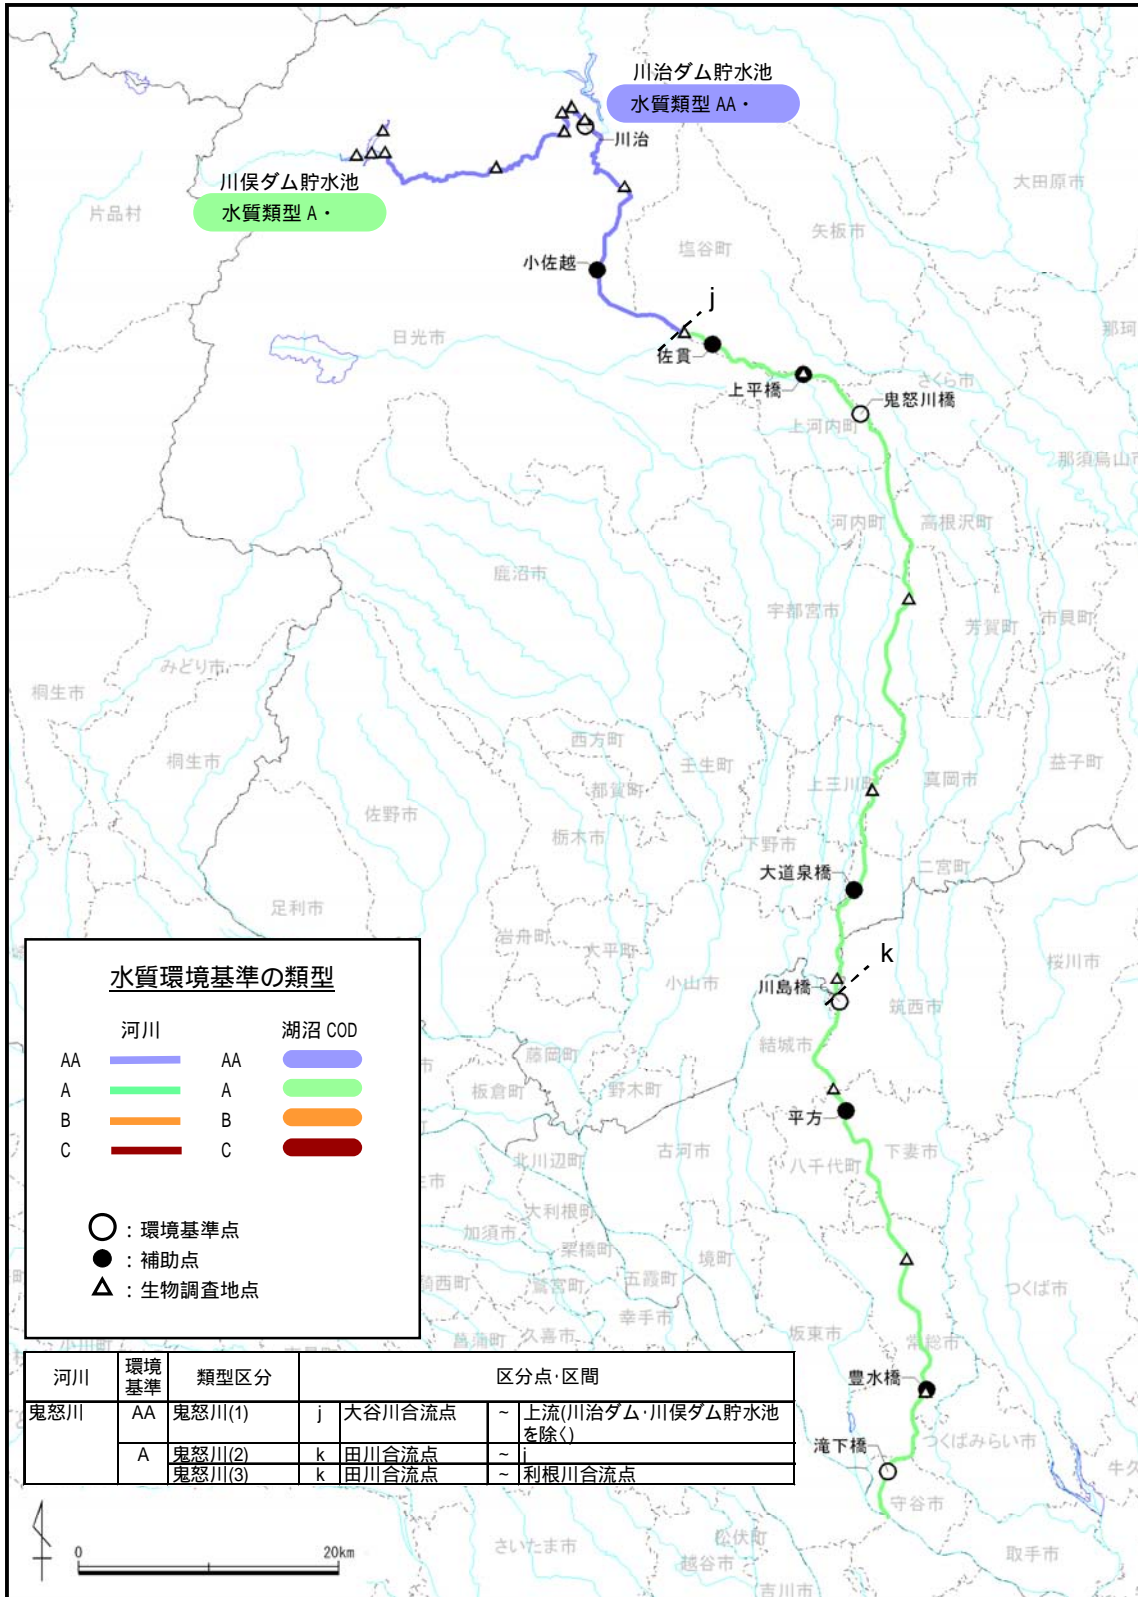 川治ダム貯水池
水質類型 AA・
川治
川俣ダム貯水池
水質類型 A・
片品村
大田原市
矢板市
塩谷町
小佐越
j
日光市
佐貫
那珂
上平橋
さくら市
鬼怒川橋
上河内町
那須烏山市
河内町
高根沢町
鹿沼市
宇都宮市
芳賀町
市貝町
みどり市
桐生市
西方町
壬生町
桐生市
都賀町
上三川町
真岡市
益子町
佐野市
栃木市
下野市
二宮町
大道泉橋
足利市
岩舟町
大平町
k
桜川市
小山市
川島橋
筑西市
結城市
藤岡町
板倉町
野木町
平方
古河市
八千代町
下妻市
北川辺町
大利根町
加須市
栗橋町
境町
五霞町
騎西町
鷲宮町
つくば市
幸手市
坂東市
常総市
菖蒲町
久喜市
豊水橋
滝下橋
つくばみらい市
牛久
守谷市
松伏町
さいたま市
越谷市
取手市
吉川市
水質環境基準の類型
河川 湖沼 COD
AA AA
A A
B B
C C
○ : 環境基準点
● : 補助点
△ : 生物調査地点
河川 環境基準 類型区分 区分点・区間
鬼怒川 AA 鬼怒川(1) j 大谷川合流点 ~ 上流(川治ダム・川俣ダム貯水池
を除く)
A 鬼怒川(2) k 田川合流点 ~ j
鬼怒川(3) k 田川合流点 ~ 利根川合流点
0 20km